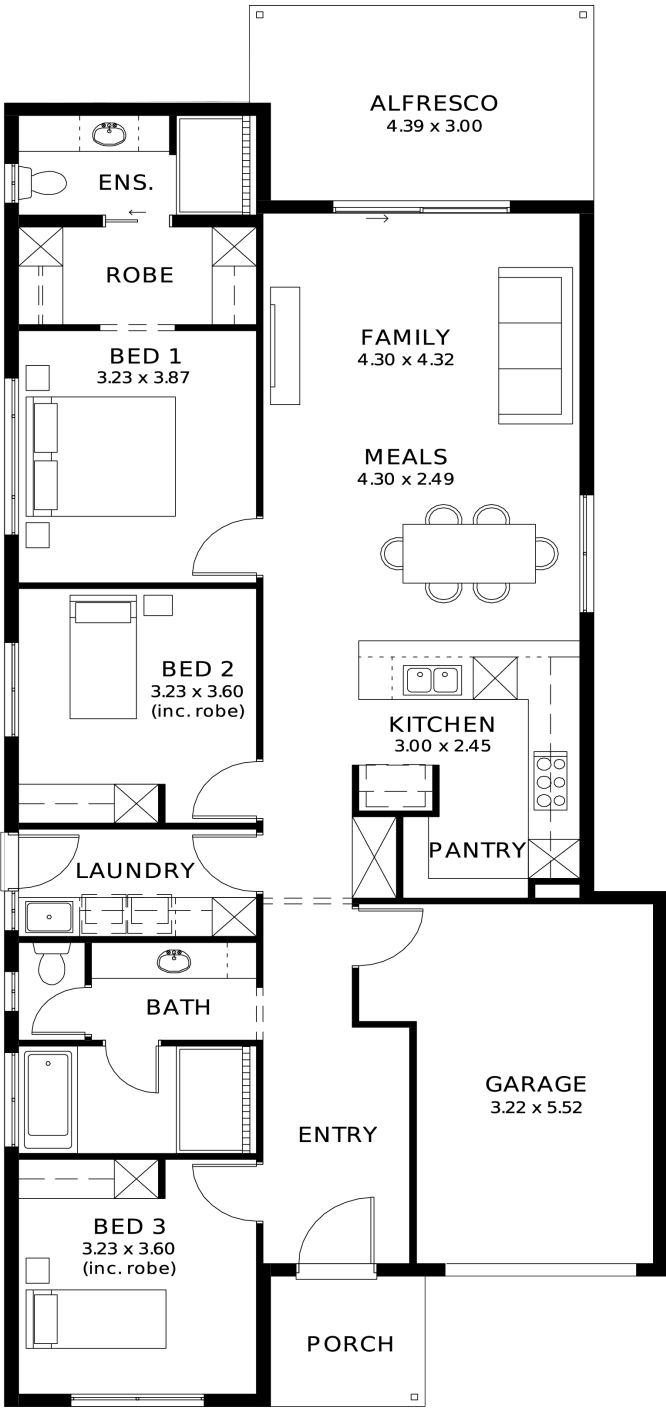 ALFRESCO
4.39 x 3.00
ENS.
ROBE
BED 1
3.23 x 3.87
FAMILY
4.30 x 4.32
MEALS
4.30 x 2.49
BED 2
3.23 x 3.60
(inc. robe)
KITCHEN
3.00 x 2.45
PANTRY
LAUNDRY
BATH
GARAGE
3.22 x 5.52
ENTRY
BED 3
3.23 x 3.60
(inc. robe)
PORCH